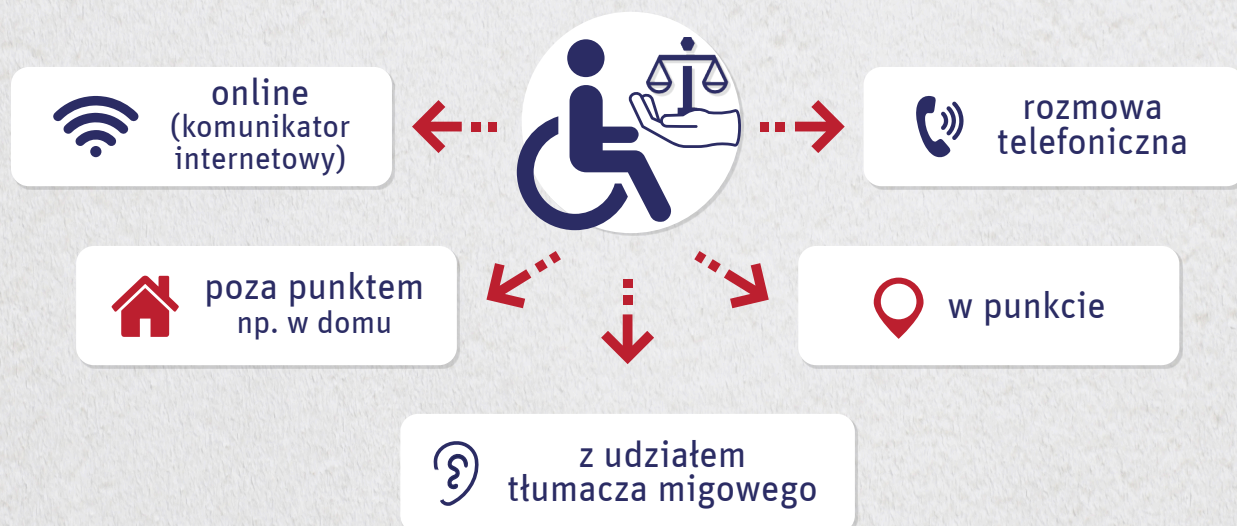 online
(komunikator
internetowy)
rozmowa
telefoniczna
poza punktem
np. w domu
w punkcie
z udziałem
tłumacza migowego